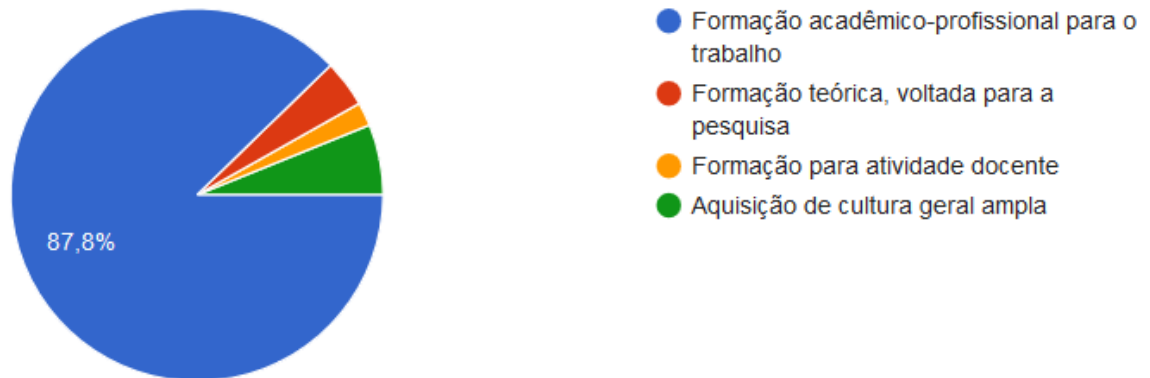 Formação acadêmico-profissional para o
trabalho
Formação teórica, voltada para a
pesquisa
Formação para atividade docente
Aquisição de cultura geral ampla
87,8%